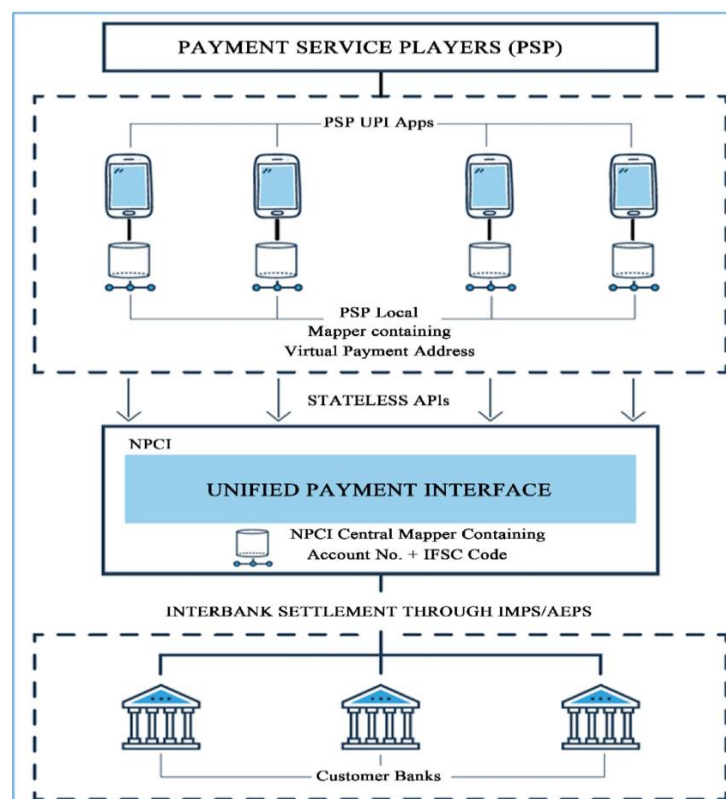 PAYMENT SERVICE PLAYERS (PSP)
PSP UPI Apps
PSP Local
Mapper containing
Virtual Payment Address
STATELESS APIs
NPCI
UNIFIED PAYMENT INTERFACE
NPCI Central Mapper Containing
Account No. + IFSC Code
INTERBANK SETTLEMENT THROUGH IMPS/AEPS
Customer Banks